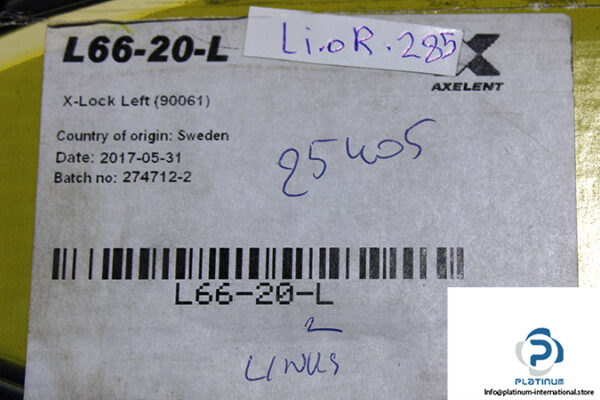 L66-20-L
Li.oR.285
AXELENT
X-Lock Left (90061)
Country of origin: Sweden
Date: 2017-05-31
Batch no: 274712-2
25405
L66-20-L
2
LINKS
PLATINUM
Info@platinum-international.store